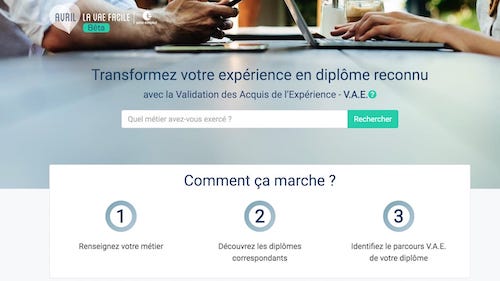 AVRIL LA VAE FACILE
Bêta
Transformez votre expérience en diplôme reconnu
avec la Validation des Acquis de l'Expérience - V.A.E.?
Quel métier avez-vous exercé ?
Rechercher
Comment ça marche ?
1
2
3
Renseignez votre métier
Découvrez les diplômes
correspondants
Identifiez le parcours V.A.E.
de votre diplôme